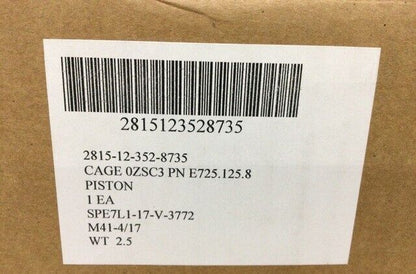 2815123528735
2815-12-352-8735
CAGE 0ZSC3 PN E725.125.8
PISTON
1 EA
SPE7L1-17-V-3772
M41-4/17
WT 2.5